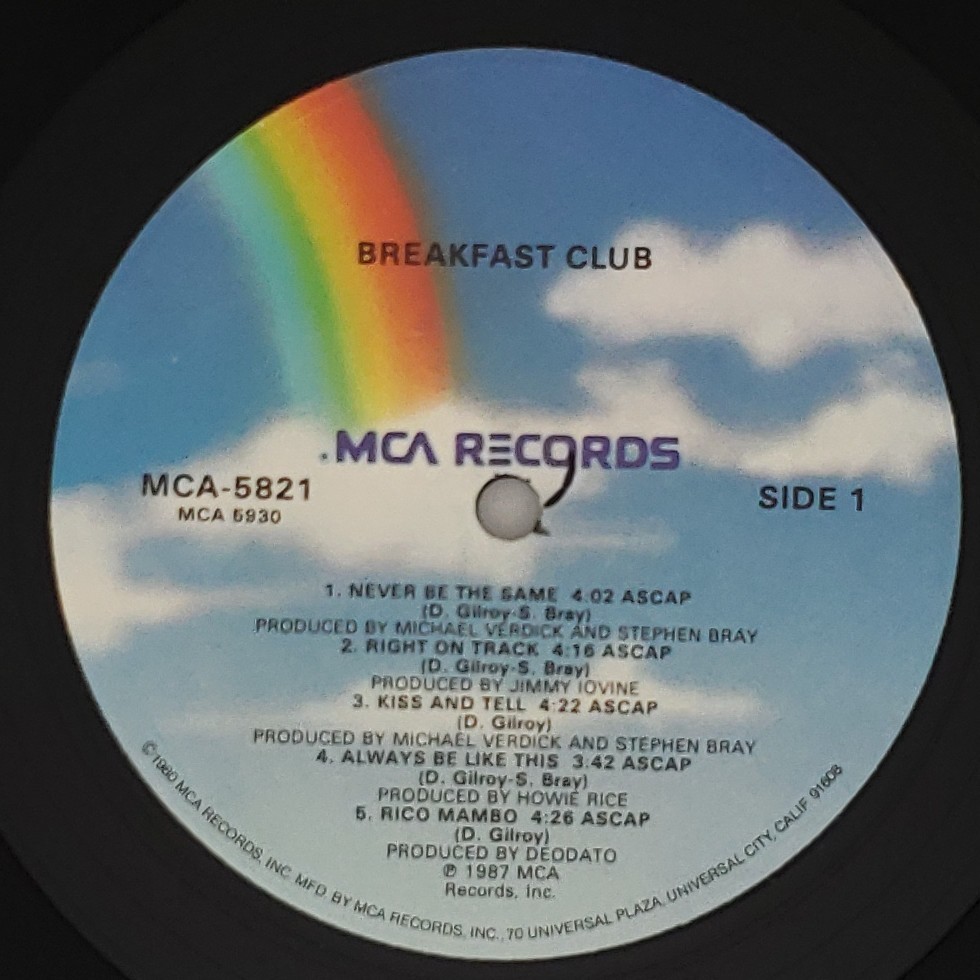 BREAKFAST CLUB
MCA RECORDS
MCA-5821
MCA 5930
SIDE 1
1. NEVER BE THE SAME 4:02 ASCAP
(D. Gilroy-S. Bray)
PRODUCED BY MICHAEL VERDICK AND STEPHEN BRAY
2. RIGHT ON TRACK 4:16 ASCAP
(D. Gilroy-S. Bray)
PRODUCED BY JIMMY IOVINE
3. KISS AND TELL 4:22 ASCAP
(D. Gilroy)
PRODUCED BY MICHAEL VERDICK AND STEPHEN BRAY
4. ALWAYS BE LIKE THIS 3:42 ASCAP
(D. Gilroy-S. Bray)
PRODUCED BY HOWIE RICE
5. RICO MAMBO 4:26 ASCAP
(D. Gilroy)
PRODUCED BY DEODATO
℗ 1987 MCA
Records, Inc.
©1980 MCA RECORDS, INC. MFD. BY MCA RECORDS, INC., 70 UNIVERSAL PLAZA, UNIVERSAL CITY, CALIF. 91608